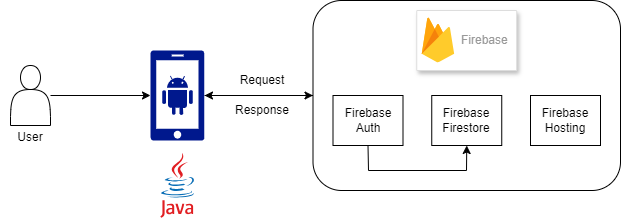 Firebase
Request
Response
Firebase
Auth
Firebase
Firestore
Firebase
Hosting
User
Java